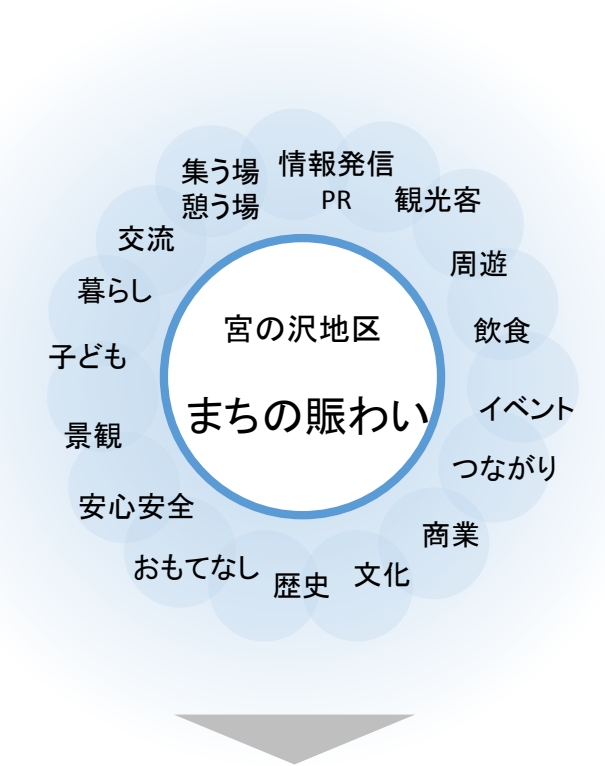 集う場
憩う場
情報発信
PR
観光客
周遊
飲食
イベント
つながり
商業
文化
歴史
おもてなし
安心安全
景観
子ども
暮らし
交流
宮の沢地区
まちの賑わい